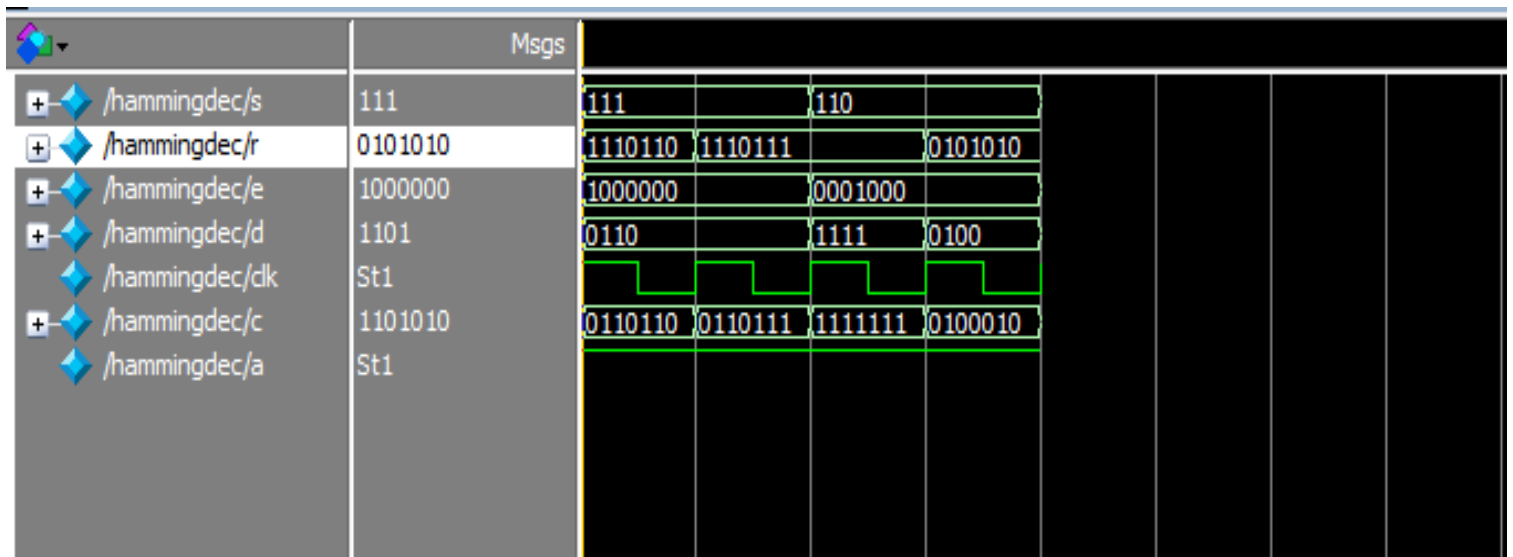 Msgs
/hammingdec/s 111 111 110
/hammingdec/r 0101010 1110110 1110111 0101010
/hammingdec/e 1000000 1000000 0001000
/hammingdec/d 1101 0110 1111 0100
/hammingdec/clk St1
/hammingdec/c 1101010 0110110 0110111 1111111 0100010
/hammingdec/a St1